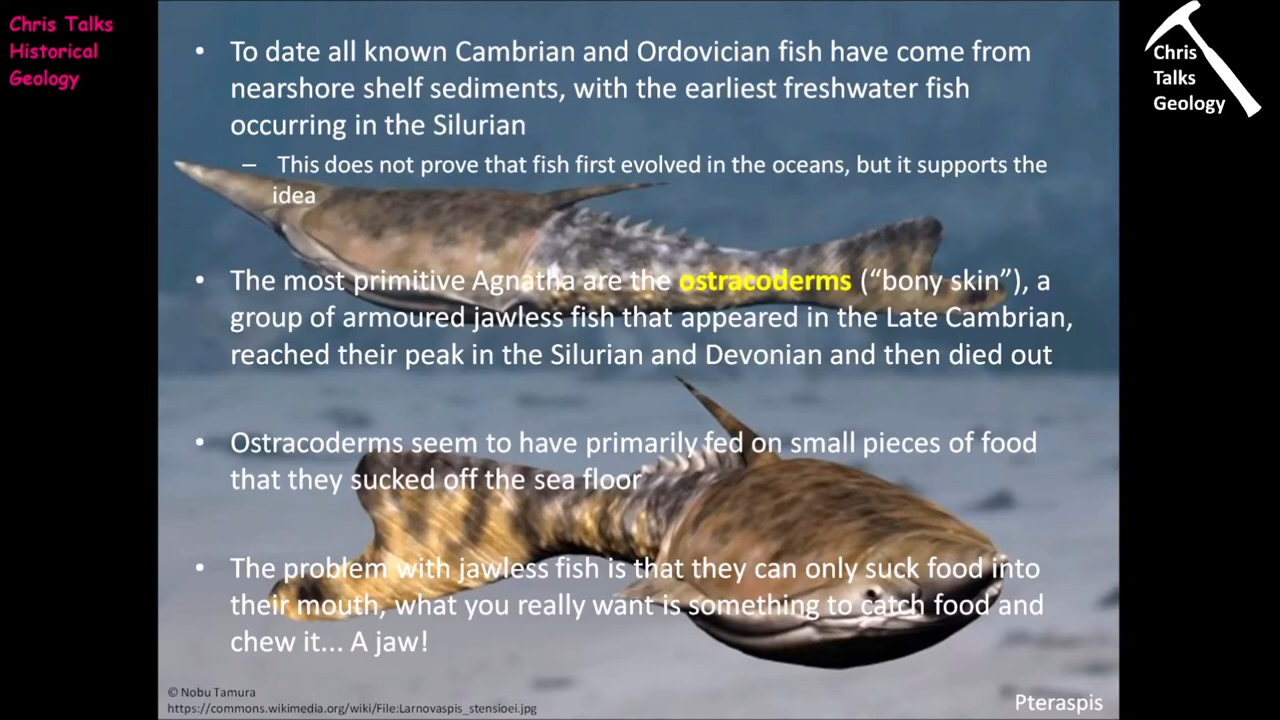 Chris Talks
Historical
Geology
Chris
Talks
Geology
• To date all known Cambrian and Ordovician fish have come from
nearshore shelf sediments, with the earliest freshwater fish
occurring in the Silurian
– This does not prove that fish first evolved in the oceans, but it supports the
idea
• The most primitive Agnatha are the ostracoderms (“bony skin”), a
group of armoured jawless fish that appeared in the Late Cambrian,
reached their peak in the Silurian and Devonian and then died out
• Ostracoderms seem to have primarily fed on small pieces of food
that they sucked off the sea floor
• The problem with jawless fish is that they can only suck food into
their mouth, what you really want is something to catch food and
chew it... A jaw!
© Nobu Tamura
https://commons.wikimedia.org/wiki/File:Larnovaspis_stensioei.jpg
Pteraspis